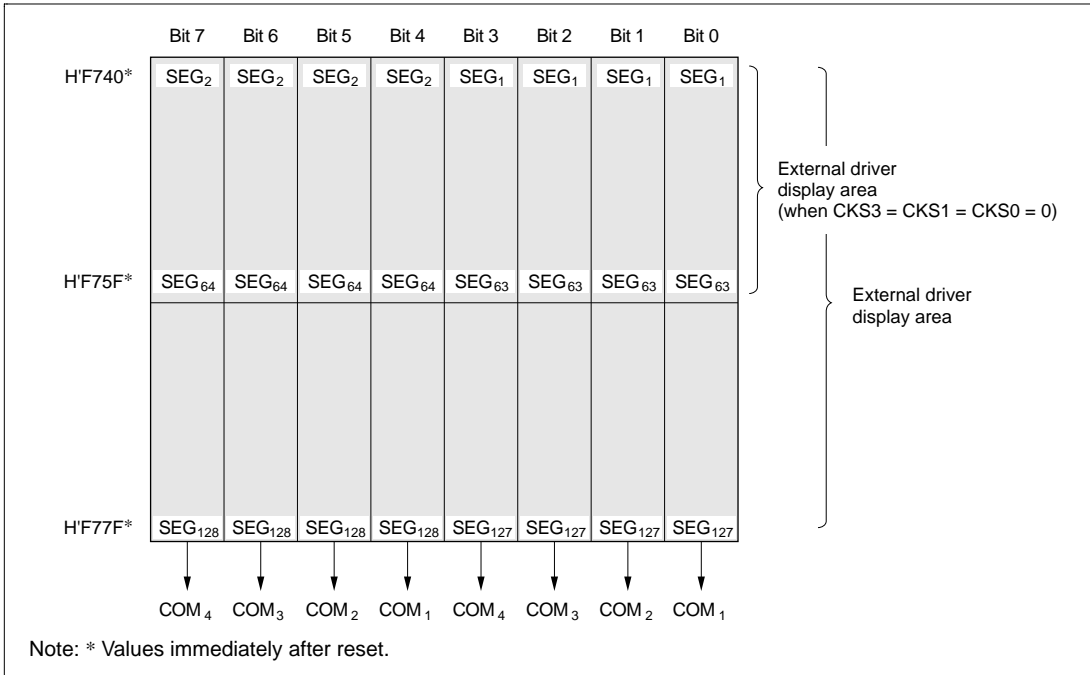 Bit 7 Bit 6 Bit 5 Bit 4 Bit 3 Bit 2 Bit 1 Bit 0
H'F740* SEG₂ SEG₂ SEG₂ SEG₂ SEG₁ SEG₁ SEG₁ SEG₁
External driver
display area
(when CKS3 = CKS1 = CKS0 = 0)
H'F75F* SEG₆₄ SEG₆₄ SEG₆₄ SEG₆₄ SEG₆₃ SEG₆₃ SEG₆₃ SEG₆₃
External driver
display area
H'F77F* SEG₁₂₈ SEG₁₂₈ SEG₁₂₈ SEG₁₂₈ SEG₁₂₇ SEG₁₂₇ SEG₁₂₇ SEG₁₂₇
COM₄ COM₃ COM₂ COM₁ COM₄ COM₃ COM₂ COM₁
Note: * Values immediately after reset.